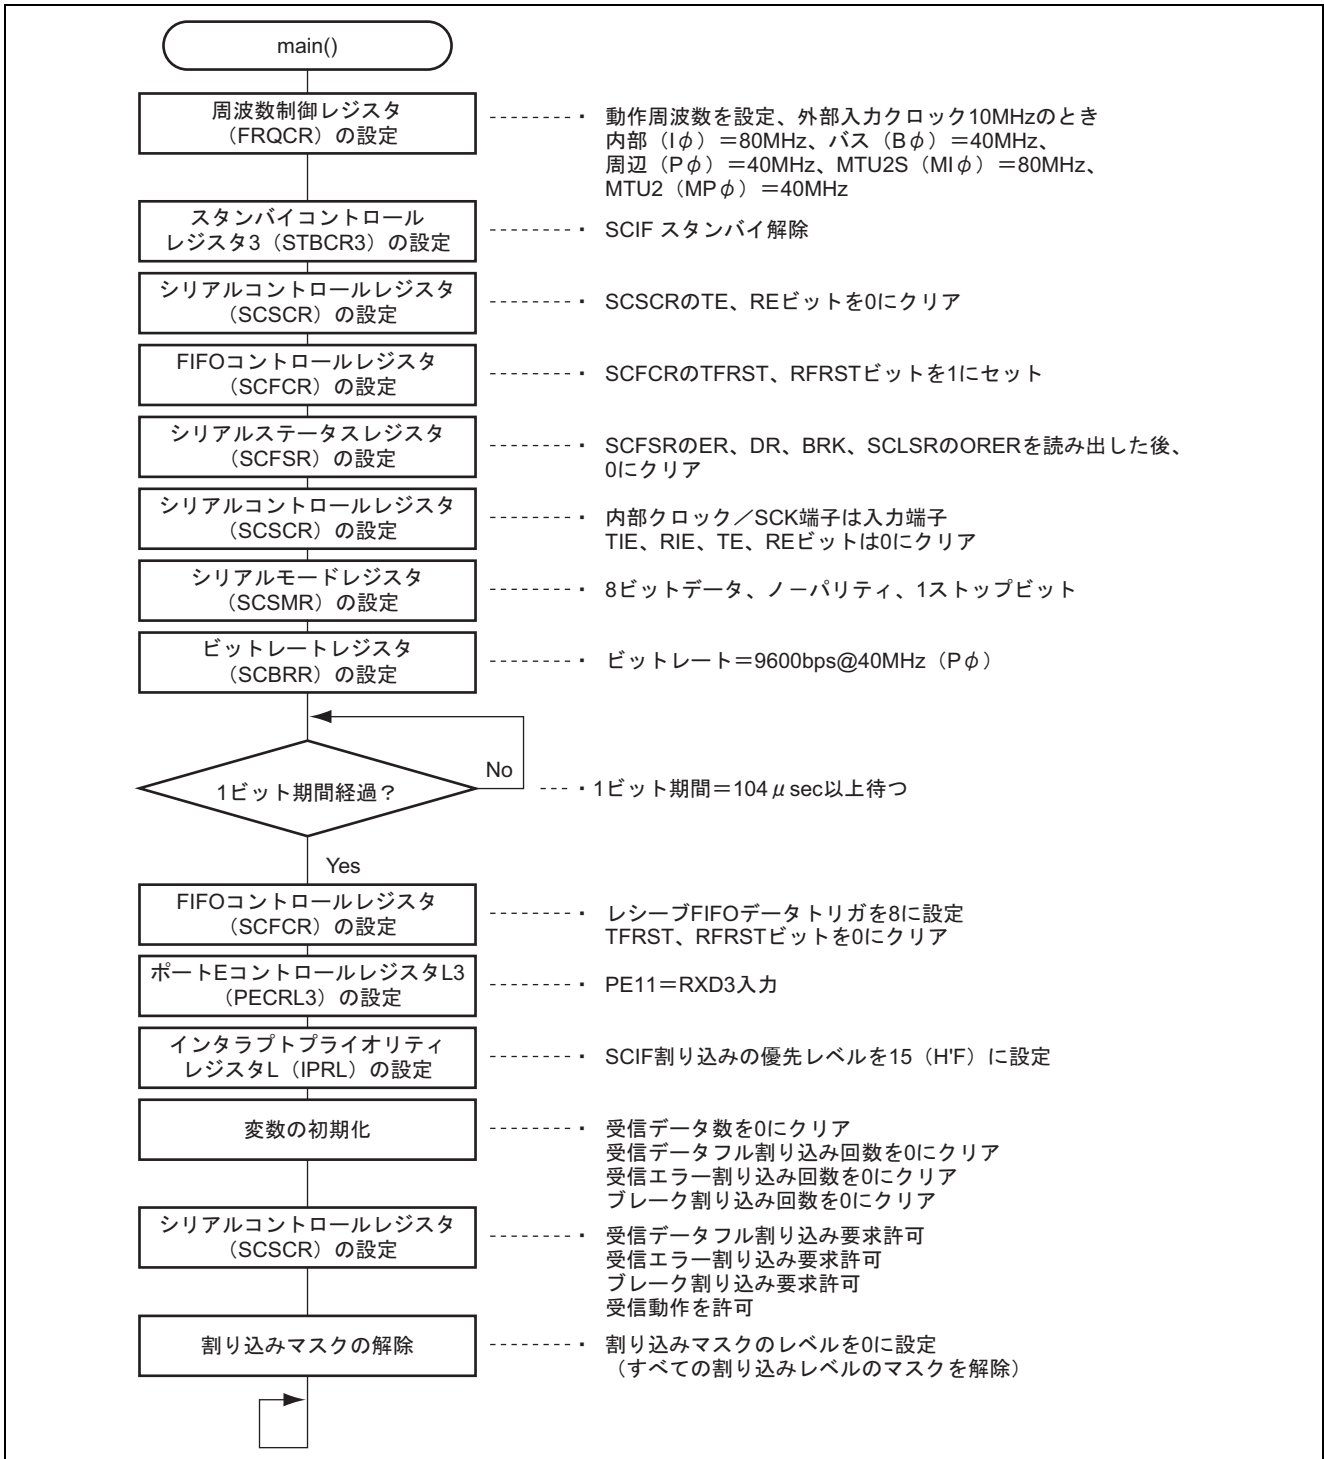 main()
周波数制御レジスタ
（FRQCR）の設定
・ 動作周波数を設定、外部入力クロック10MHzのとき
内部（Iφ）＝80MHz、バス（Bφ）＝40MHz、
周辺（Pφ）＝40MHz、MTU2S（MIφ）＝80MHz、
MTU2（MPφ）＝40MHz
スタンバイコントロール
レジスタ3（STBCR3）の設定
・ SCIF スタンバイ解除
シリアルコントロールレジスタ
（SCSCR）の設定
・ SCSCRのTE、REビットを0にクリア
FIFOコントロールレジスタ
（SCFCR）の設定
・ SCFCRのTFRST、RFRSTビットを1にセット
シリアルステータスレジスタ
（SCFSR）の設定
・ SCFSRのER、DR、BRK、SCLSRのORERを読み出した後、
0にクリア
シリアルコントロールレジスタ
（SCSCR）の設定
・ 内部クロック／SCK端子は入力端子
TIE、RIE、TE、REビットは0にクリア
シリアルモードレジスタ
（SCSMR）の設定
・ 8ビットデータ、ノーパリティ、1ストップビット
ビットレートレジスタ
（SCBRR）の設定
・ ビットレート＝9600bps@40MHz（Pφ）
1ビット期間経過？
No
・1ビット期間＝104μsec以上待つ
Yes
FIFOコントロールレジスタ
（SCFCR）の設定
・ レシーブFIFOデータトリガを8に設定
TFRST、RFRSTビットを0にクリア
ポートEコントロールレジスタL3
（PECRL3）の設定
・ PE11＝RXD3入力
インタラプトプライオリティ
レジスタL（IPRL）の設定
・ SCIF割り込みの優先レベルを15（H'F）に設定
変数の初期化
・ 受信データ数を0にクリア
受信データフル割り込み回数を0にクリア
受信エラー割り込み回数を0にクリア
ブレーク割り込み回数を0にクリア
シリアルコントロールレジスタ
（SCSCR）の設定
・ 受信データフル割り込み要求許可
受信エラー割り込み要求許可
ブレーク割り込み要求許可
受信動作を許可
割り込みマスクの解除
・ 割り込みマスクのレベルを0に設定
（すべての割り込みレベルのマスクを解除）